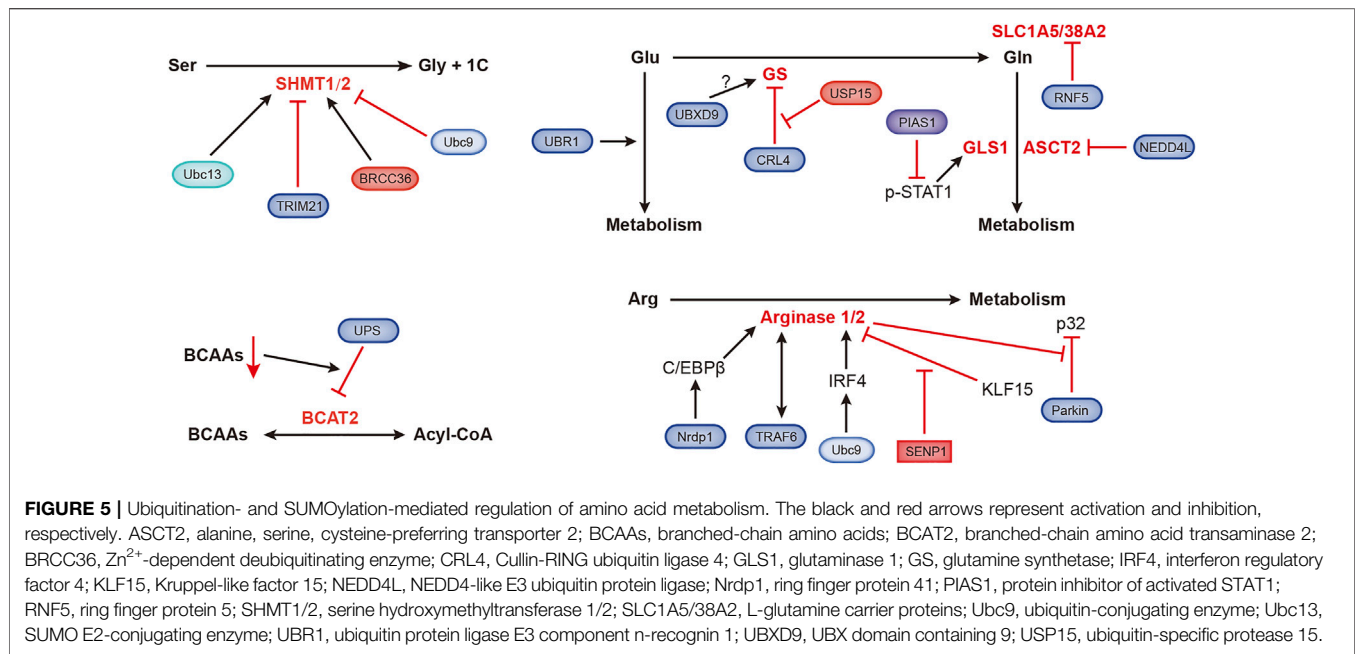 Ser
Gly + 1C
SHMT1/2
Ubc13
TRIM21
BRCC36
Ubc9
Glu
Gln
SLC1A5/38A2
RNF5
?
GS
UBXD9
USP15
UBR1
CRL4
PIAS1
GLS1
ASCT2
NEDD4L
p-STAT1
Metabolism
Metabolism
BCAAs
UPS
BCAT2
BCAAs
Acyl-CoA
Arg
Metabolism
Arginase 1/2
p32
C/EBPβ
IRF4
KLF15
Nrdp1
TRAF6
Ubc9
SENP1
Parkin
FIGURE 5 | Ubiquitination- and SUMOylation-mediated regulation of amino acid metabolism. The black and red arrows represent activation and inhibition,
respectively. ASCT2, alanine, serine, cysteine-preferring transporter 2; BCAAs, branched-chain amino acids; BCAT2, branched-chain amino acid transaminase 2;
BRCC36, Zn²⁺-dependent deubiquitinating enzyme; CRL4, Cullin-RING ubiquitin ligase 4; GLS1, glutaminase 1; GS, glutamine synthetase; IRF4, interferon regulatory
factor 4; KLF15, Kruppel-like factor 15; NEDD4L, NEDD4-like E3 ubiquitin protein ligase; Nrdp1, ring finger protein 41; PIAS1, protein inhibitor of activated STAT1;
RNF5, ring finger protein 5; SHMT1/2, serine hydroxymethyltransferase 1/2; SLC1A5/38A2, L-glutamine carrier proteins; Ubc9, ubiquitin-conjugating enzyme; Ubc13,
SUMO E2-conjugating enzyme; UBR1, ubiquitin protein ligase E3 component n-recognin 1; UBXD9, UBX domain containing 9; USP15, ubiquitin-specific protease 15.